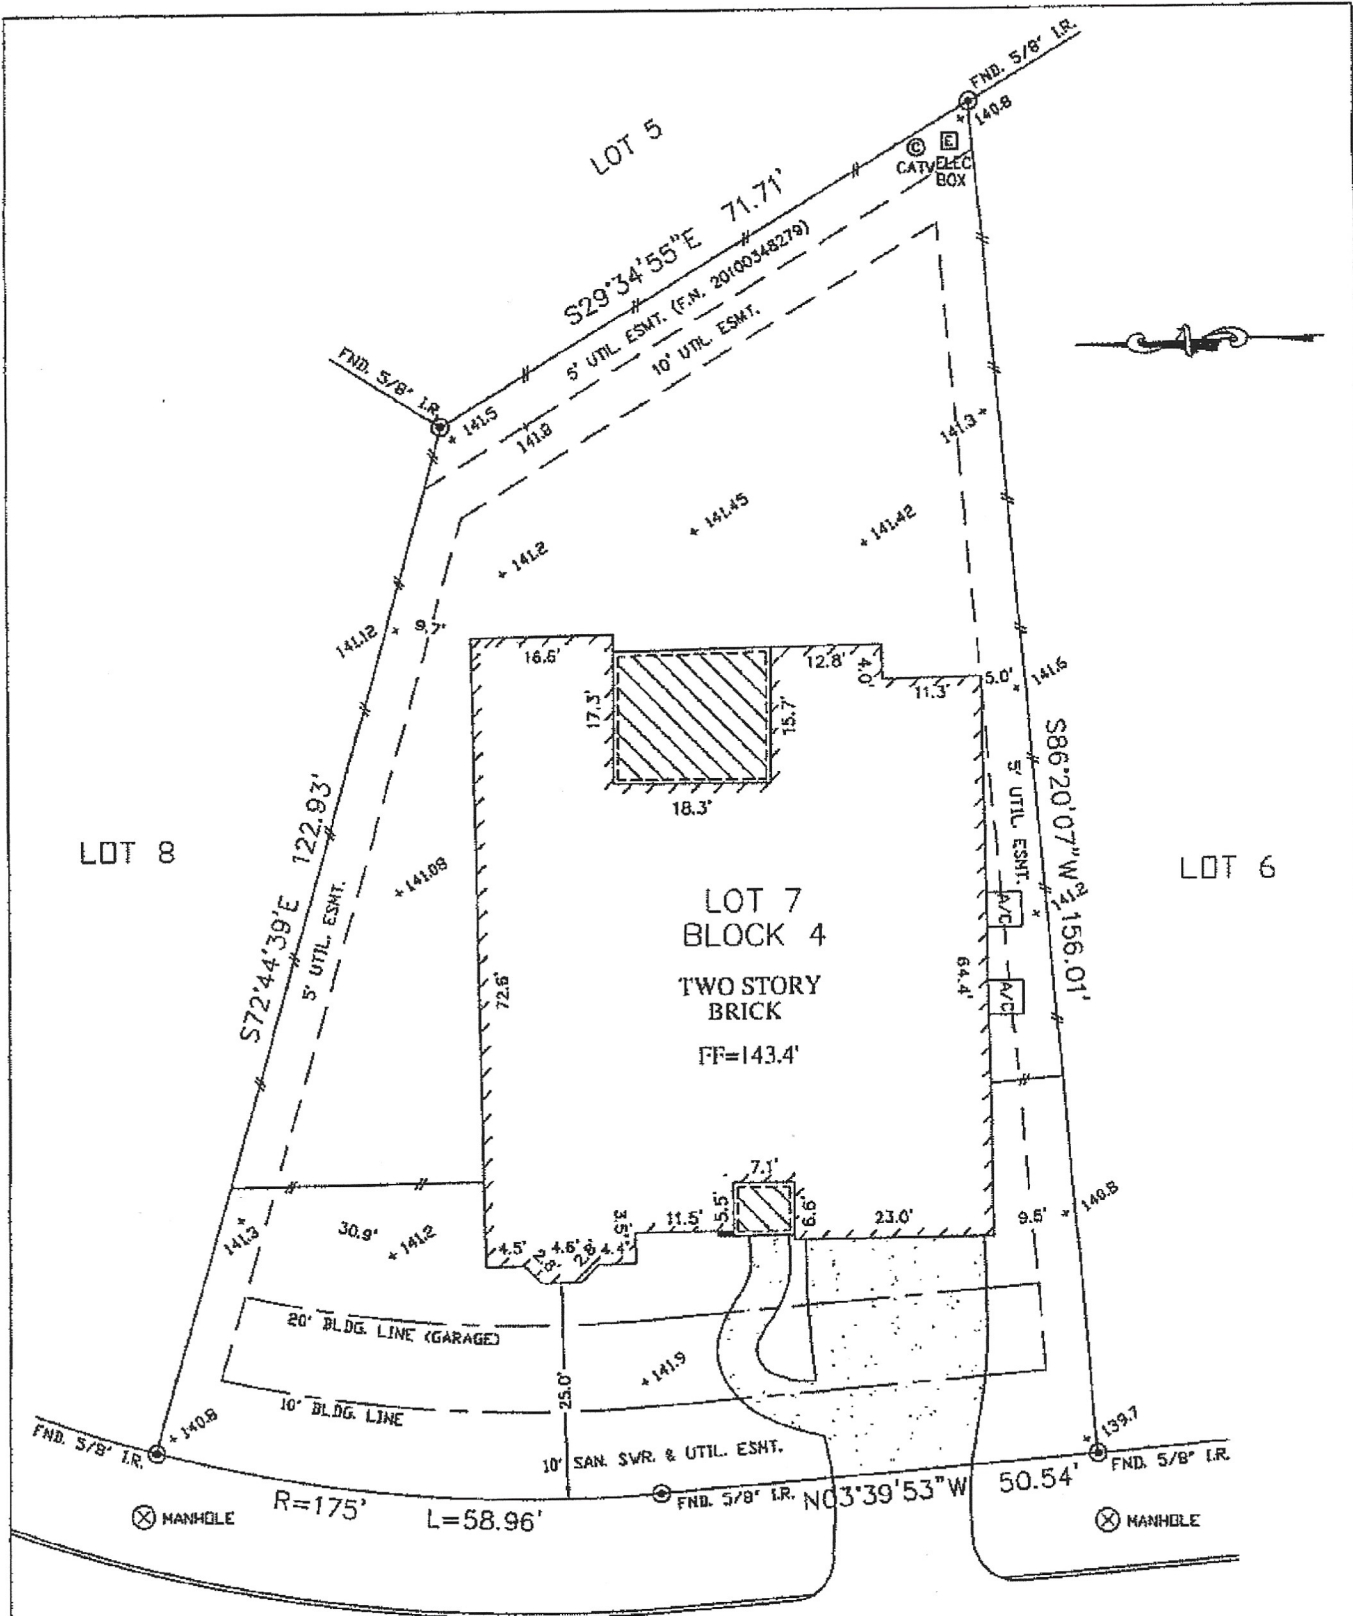 FND. 5/8" I.R.
140.8
LOT 5
CATV
ELEC
BOX
C
E
S29°34'55"E 71.71'
5' UTIL. ESMT. (F.N. 20100348279)
10' UTIL. ESMT.
FND. 5/8" I.R.
141.5
141.8
141.3
141.45
141.42
141.2
141.12
9.7'
16.6'
12.8'
4.0'
11.3'
5.0'
141.6
17.3'
15.7'
18.3'
S86°20'07"W 156.01'
5' UTIL. ESMT.
LOT 8
S72°44'39"E 122.93'
5' UTIL. ESMT.
141.08
LOT 7
BLOCK 4
TWO STORY
BRICK
FF=143.4'
LOT 6
A/C
141.2
A/C
72.6'
64.4'
7.1'
5.5'
6.6'
141.3
30.9'
141.2
3.5'
11.5'
23.0'
9.6'
4.5'
2.8'
4.6'
2.8'
4.4'
20' BLDG. LINE (GARAGE)
25.0'
141.9
10' BLDG. LINE
FND. 5/8" I.R.
140.8
10' SAN. SWR. & UTIL. ESMT.
139.7
FND. 5/8" I.R.
MANHOLE
R=175'
L=58.96'
FND. 5/8" I.R.
N03°39'53"W 50.54'
MANHOLE